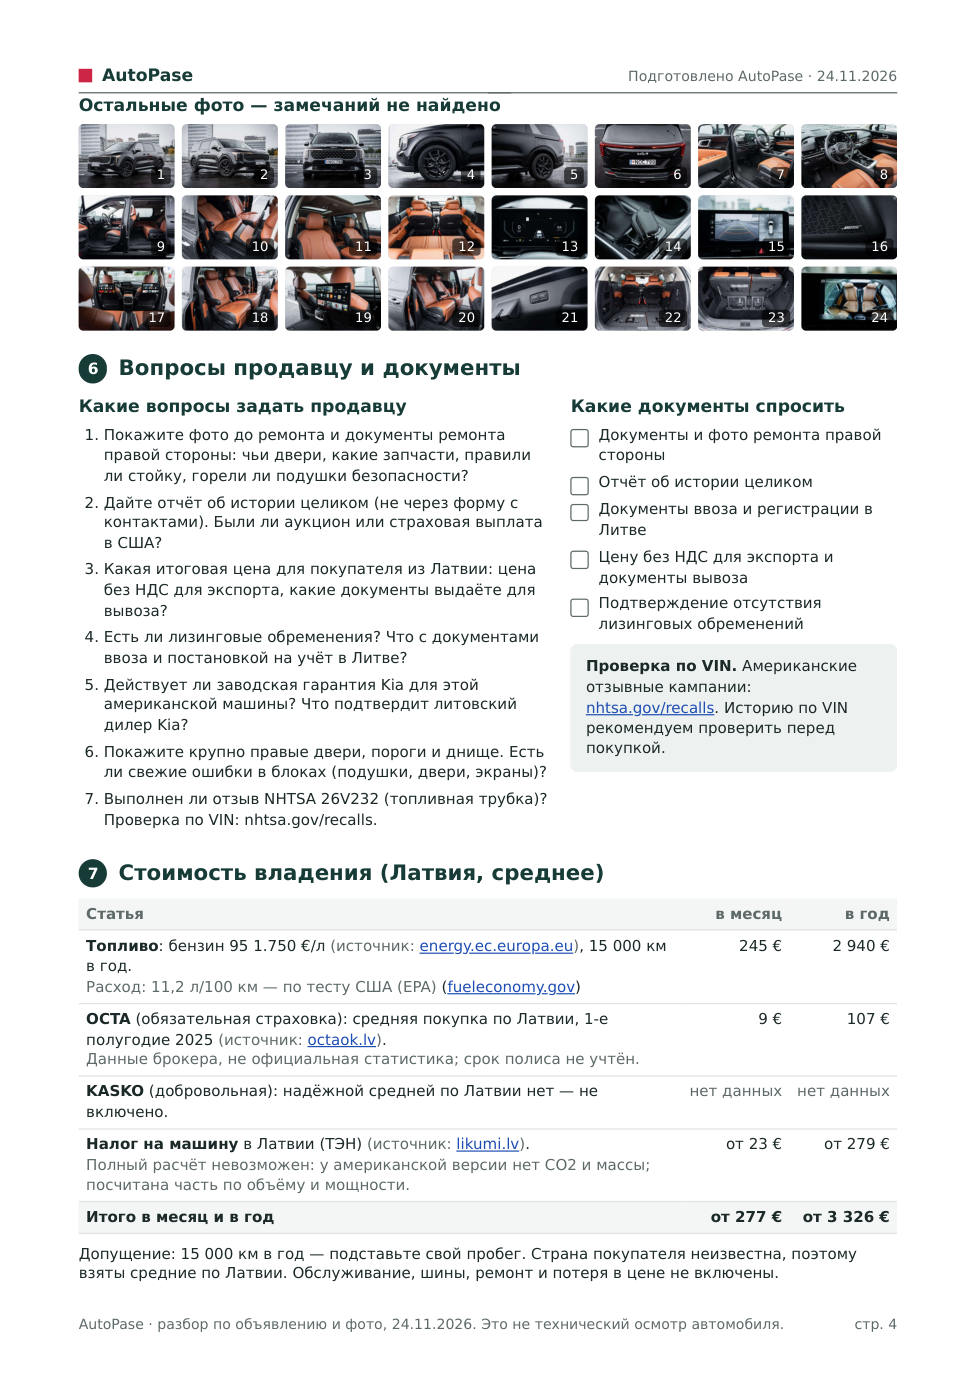 AutoPase
Подготовлено AutoPase · 24.11.2026
Остальные фото — замечаний не найдено
1 2 3 4 5 6 7 8
9 10 11 12 13 14 15 16
17 18 19 20 21 22 23 24
6 Вопросы продавцу и документы
Какие вопросы задать продавцу
1. Покажите фото до ремонта и документы ремонта
правой стороны: чьи двери, какие запчасти, правили
ли стойку, горели ли подушки безопасности?
2. Дайте отчёт об истории целиком (не через форму с
контактами). Были ли аукцион или страховая выплата
в США?
3. Какая итоговая цена для покупателя из Латвии: цена
без НДС для экспорта, какие документы выдаёте для
вывоза?
4. Есть ли лизинговые обременения? Что с документами
ввоза и постановкой на учёт в Литве?
5. Действует ли заводская гарантия Kia для этой
американской машины? Что подтвердит литовский
дилер Kia?
6. Покажите крупно правые двери, пороги и днище. Есть
ли свежие ошибки в блоках (подушки, двери, экраны)?
7. Выполнен ли отзыв NHTSA 26V232 (топливная трубка)?
Проверка по VIN: nhtsa.gov/recalls.
Какие документы спросить
Документы и фото ремонта правой
стороны
Отчёт об истории целиком
Документы ввоза и регистрации в
Литве
Цену без НДС для экспорта и
документы вывоза
Подтверждение отсутствия
лизинговых обременений
Проверка по VIN. Американские
отзывные кампании:
nhtsa.gov/recalls. Историю по VIN
рекомендуем проверить перед
покупкой.
7 Стоимость владения (Латвия, среднее)
Статья в месяц в год
Топливо: бензин 95 1.750 €/л (источник: energy.ec.europa.eu), 15 000 км 245 € 2 940 €
в год.
Расход: 11,2 л/100 км — по тесту США (EPA) (fueleconomy.gov)
ОСТА (обязательная страховка): средняя покупка по Латвии, 1-е 9 € 107 €
полугодие 2025 (источник: octaok.lv).
Данные брокера, не официальная статистика; срок полиса не учтён.
KASKO (добровольная): надёжной средней по Латвии нет — не нет данных нет данных
включено.
Налог на машину в Латвии (ТЭН) (источник: likumi.lv). от 23 € от 279 €
Полный расчёт невозможен: у американской версии нет CO2 и массы;
посчитана часть по объёму и мощности.
Итого в месяц и в год от 277 € от 3 326 €
Допущение: 15 000 км в год — подставьте свой пробег. Страна покупателя неизвестна, поэтому
взяты средние по Латвии. Обслуживание, шины, ремонт и потеря в цене не включены.
AutoPase · разбор по объявлению и фото, 24.11.2026. Это не технический осмотр автомобиля.
стр. 4